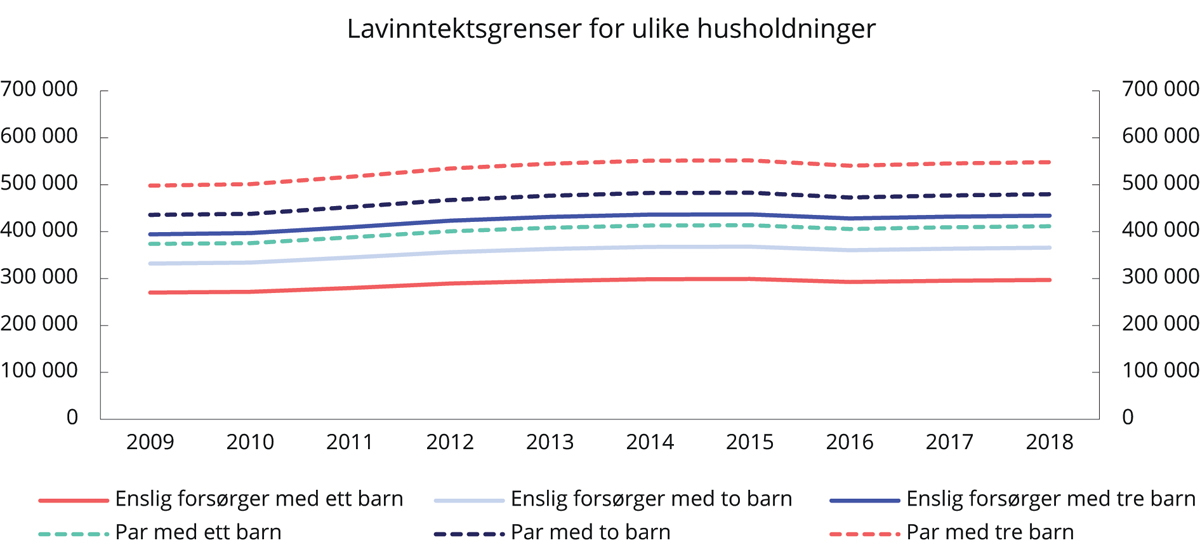 Lavinntektsgrenser for ulike husholdninger
700 000 700 000
600 000 600 000
500 000 500 000
400 000 400 000
300 000 300 000
200 000 200 000
100 000 100 000
0 0
2009 2010 2011 2012 2013 2014 2015 2016 2017 2018
Enslig forsørger med ett barn Enslig forsørger med to barn Enslig forsørger med tre barn
Par med ett barn Par med to barn Par med tre barn